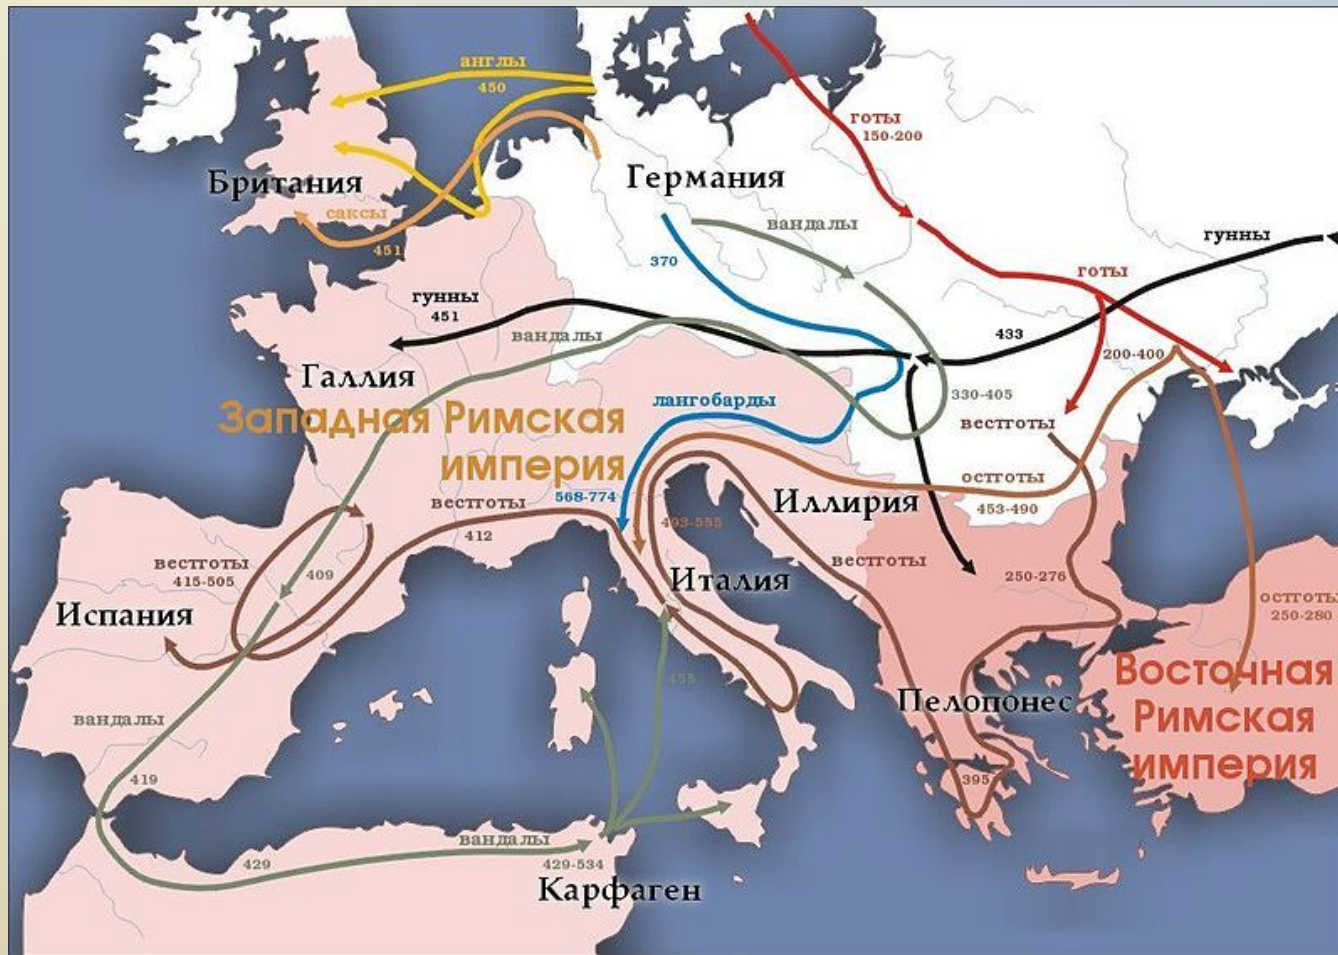 англы
450
готы
150-200
Германия
Британия
саксы
451
вандалы
370
гунны
готы
гунны
451
433
вандалы
200-400
Галлия
330-405
лангобарды
Западная Римская
империя
вестготы
остготы
453-490
568-774
вестготы
412
Иллирия
493-555
вестготы
415-505
409
вестготы
250-276
Италия
Испания
остготы
250-280
455
Восточная
Римская
империя
Пелопонес
вандалы
419
395
вандалы
429
429-534
Карфаген